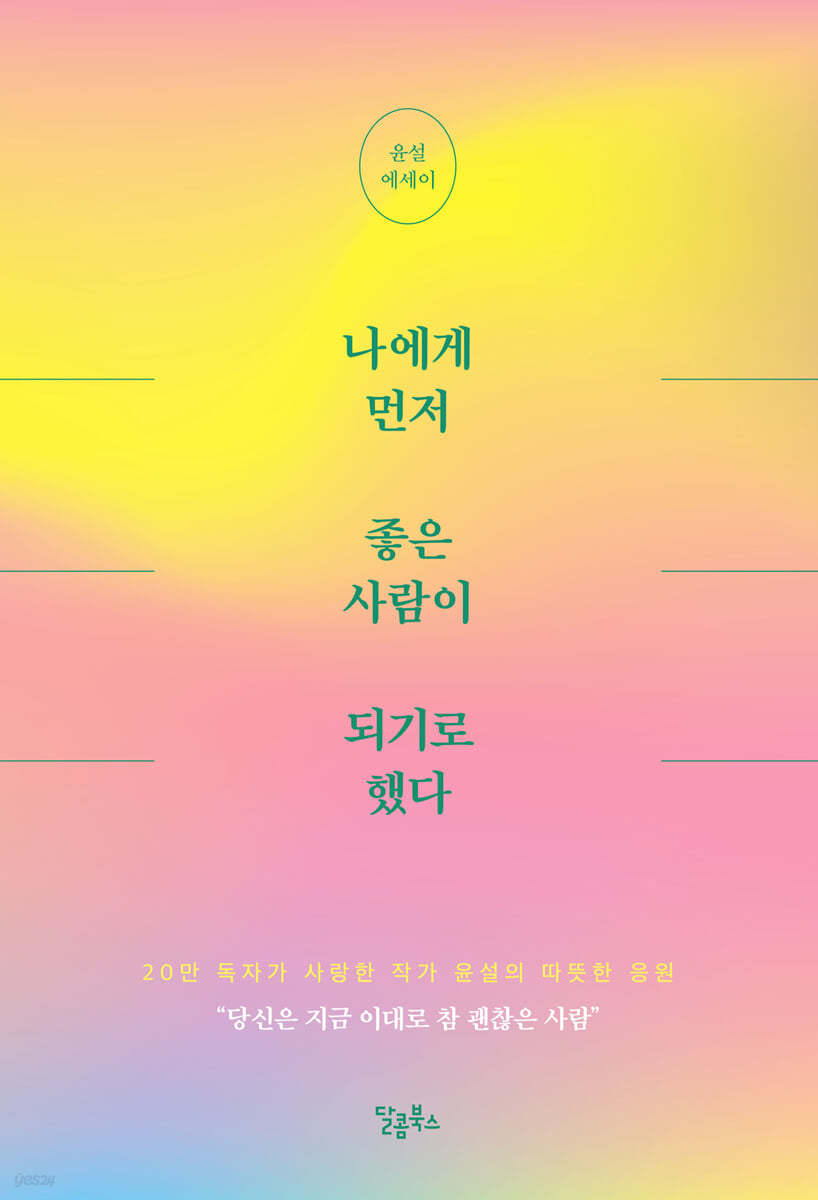 윤설
에세이
나에게
먼저
좋은
사람이
되기로
했다
20만 독자가 사랑한 작가 윤설의 따뜻한 응원
“당신은 지금 이대로 참 괜찮은 사람”
달콤북스
yes24